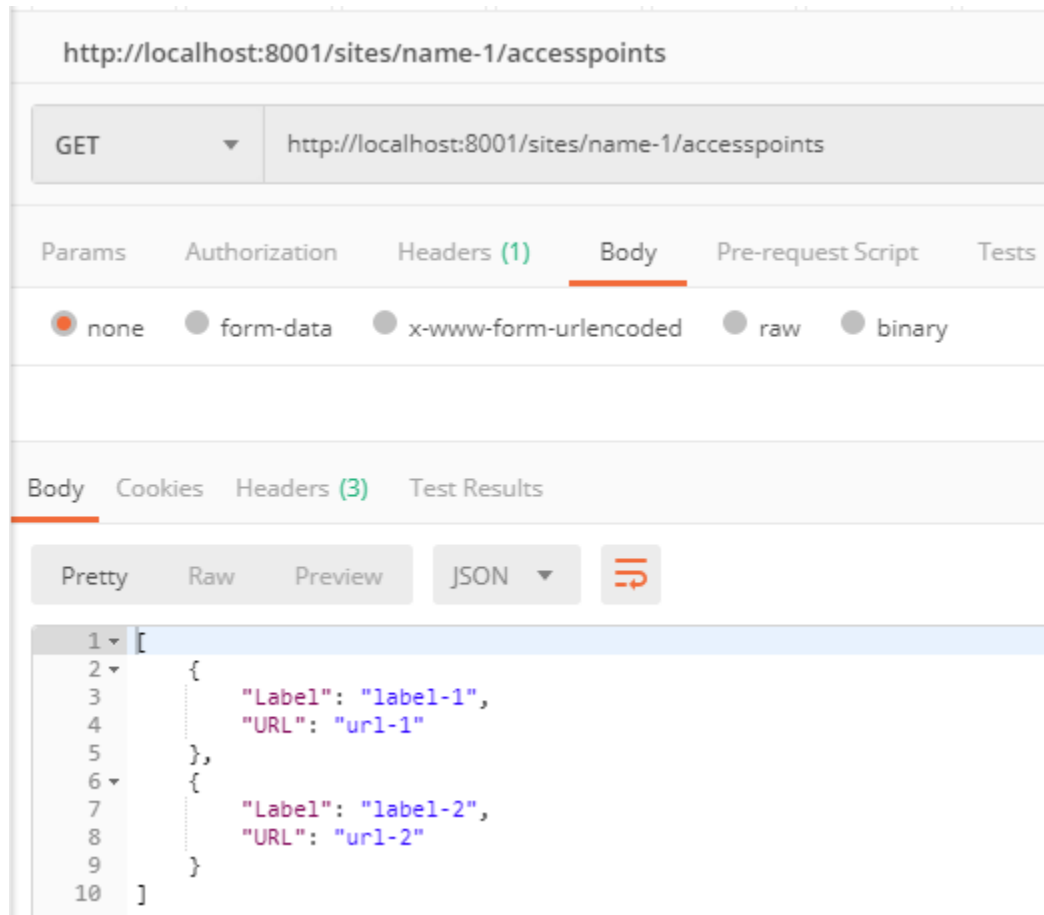 http://localhost:8001/sites/name-1/accesspoints
GET http://localhost:8001/sites/name-1/accesspoints
Params Authorization Headers (1) Body Pre-request Script Tests
none form-data x-www-form-urlencoded raw binary
Body Cookies Headers (3) Test Results
Pretty Raw Preview JSON
1 [
2 {
3 "Label": "label-1",
4 "URL": "url-1"
5 },
6 {
7 "Label": "label-2",
8 "URL": "url-2"
9 }
10 ]